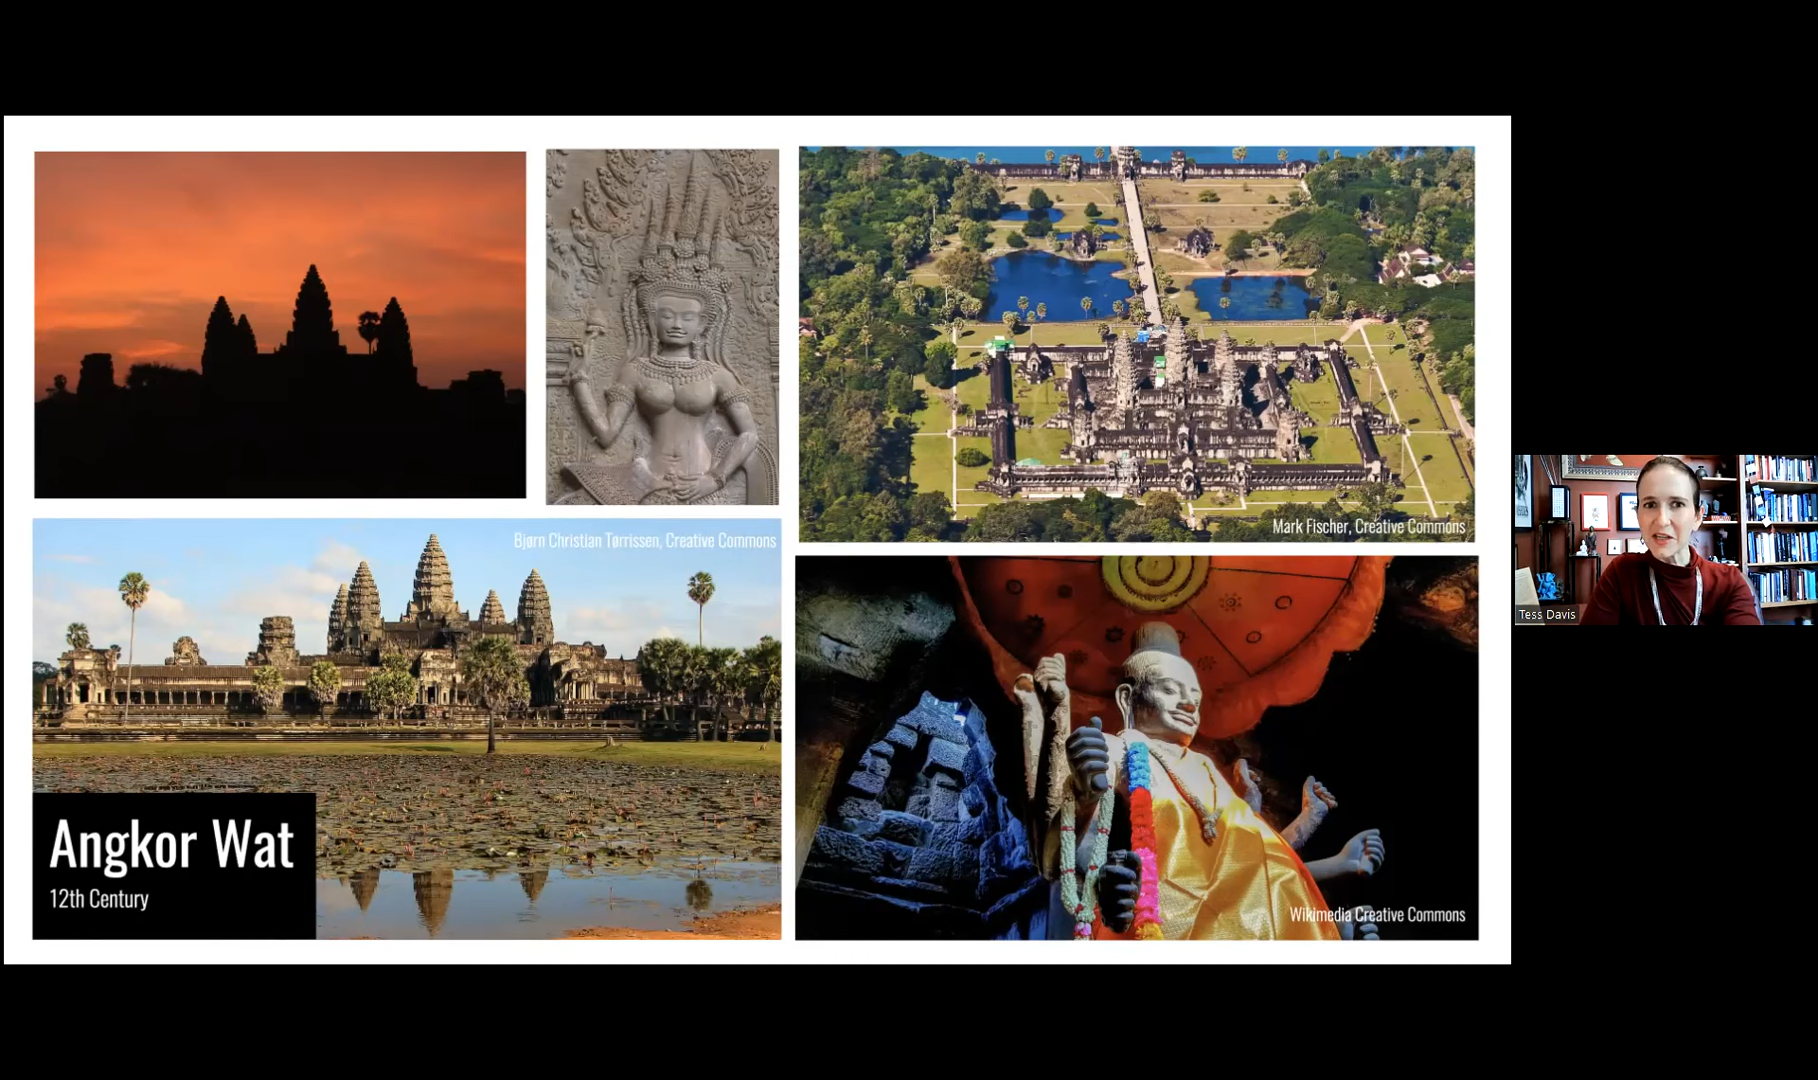 Bjørn Christian Tørrissen, Creative Commons
Mark Fischer, Creative Commons
Angkor Wat
12th Century
Wikimedia Creative Commons
Tess Davis